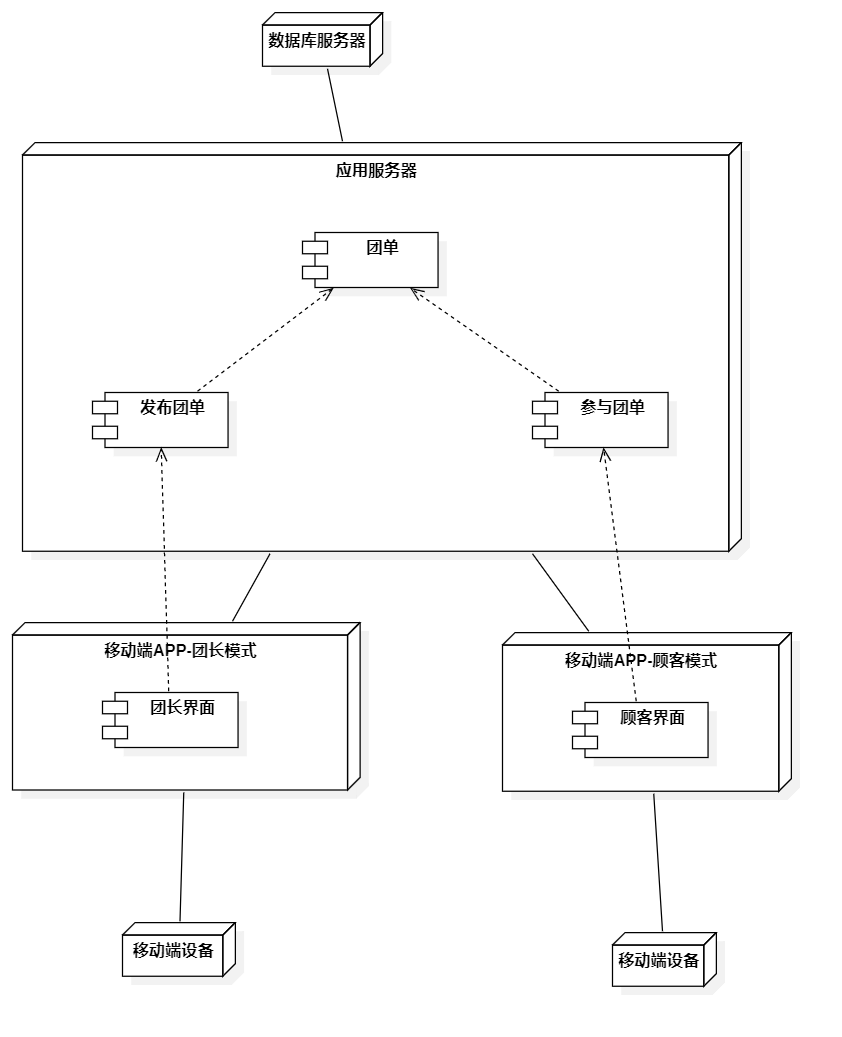 数据库服务器
应用服务器
团单
发布团单
参与团单
移动端APP-团长模式
移动端APP-顾客模式
团长界面
顾客界面
移动端设备
移动端设备